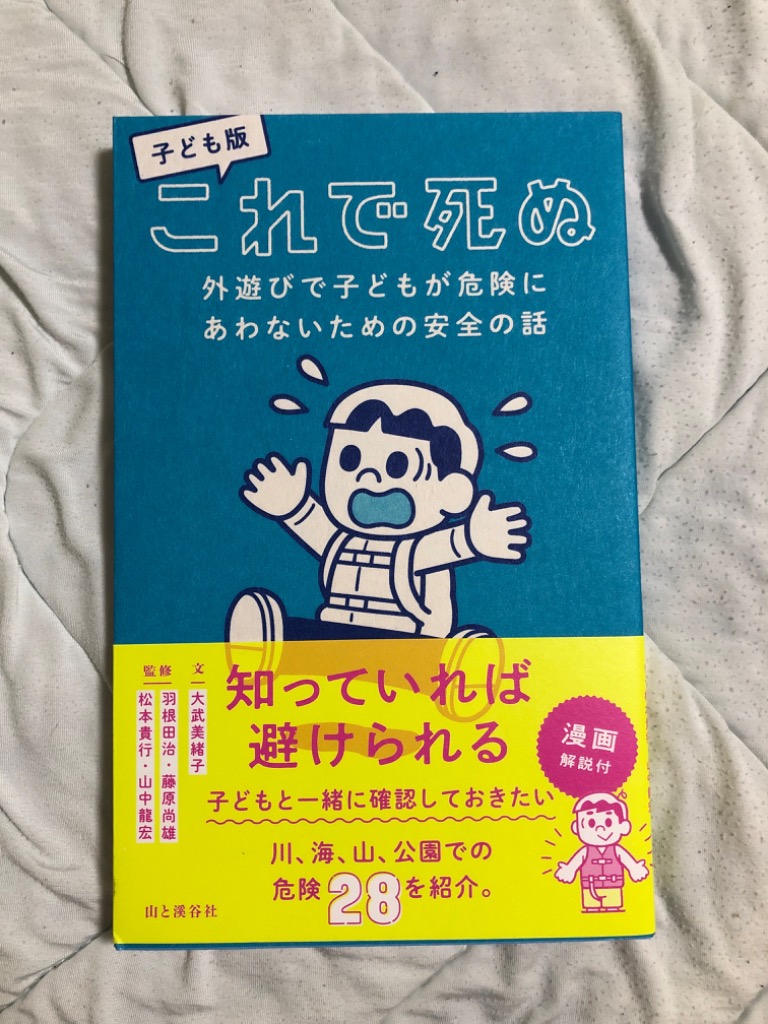 子ども版
これで死ぬ
外遊びで子どもが危険に
あわないための安全の話
文
大武美緒子
監修
羽根田治・藤原尚雄
松本貴行・山中龍宏
知っていれば
避けられる
漫画
解説付
子どもと一緒に確認しておきたい
川、海、山、公園での
危険28を紹介。
山と溪谷社